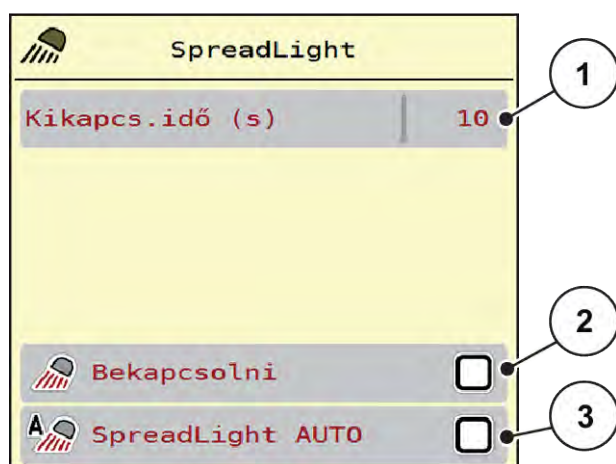 SpreadLight
1
Kikapcs.idő (s) 10
2
Bekapcsolni
3
A SpreadLight AUTO